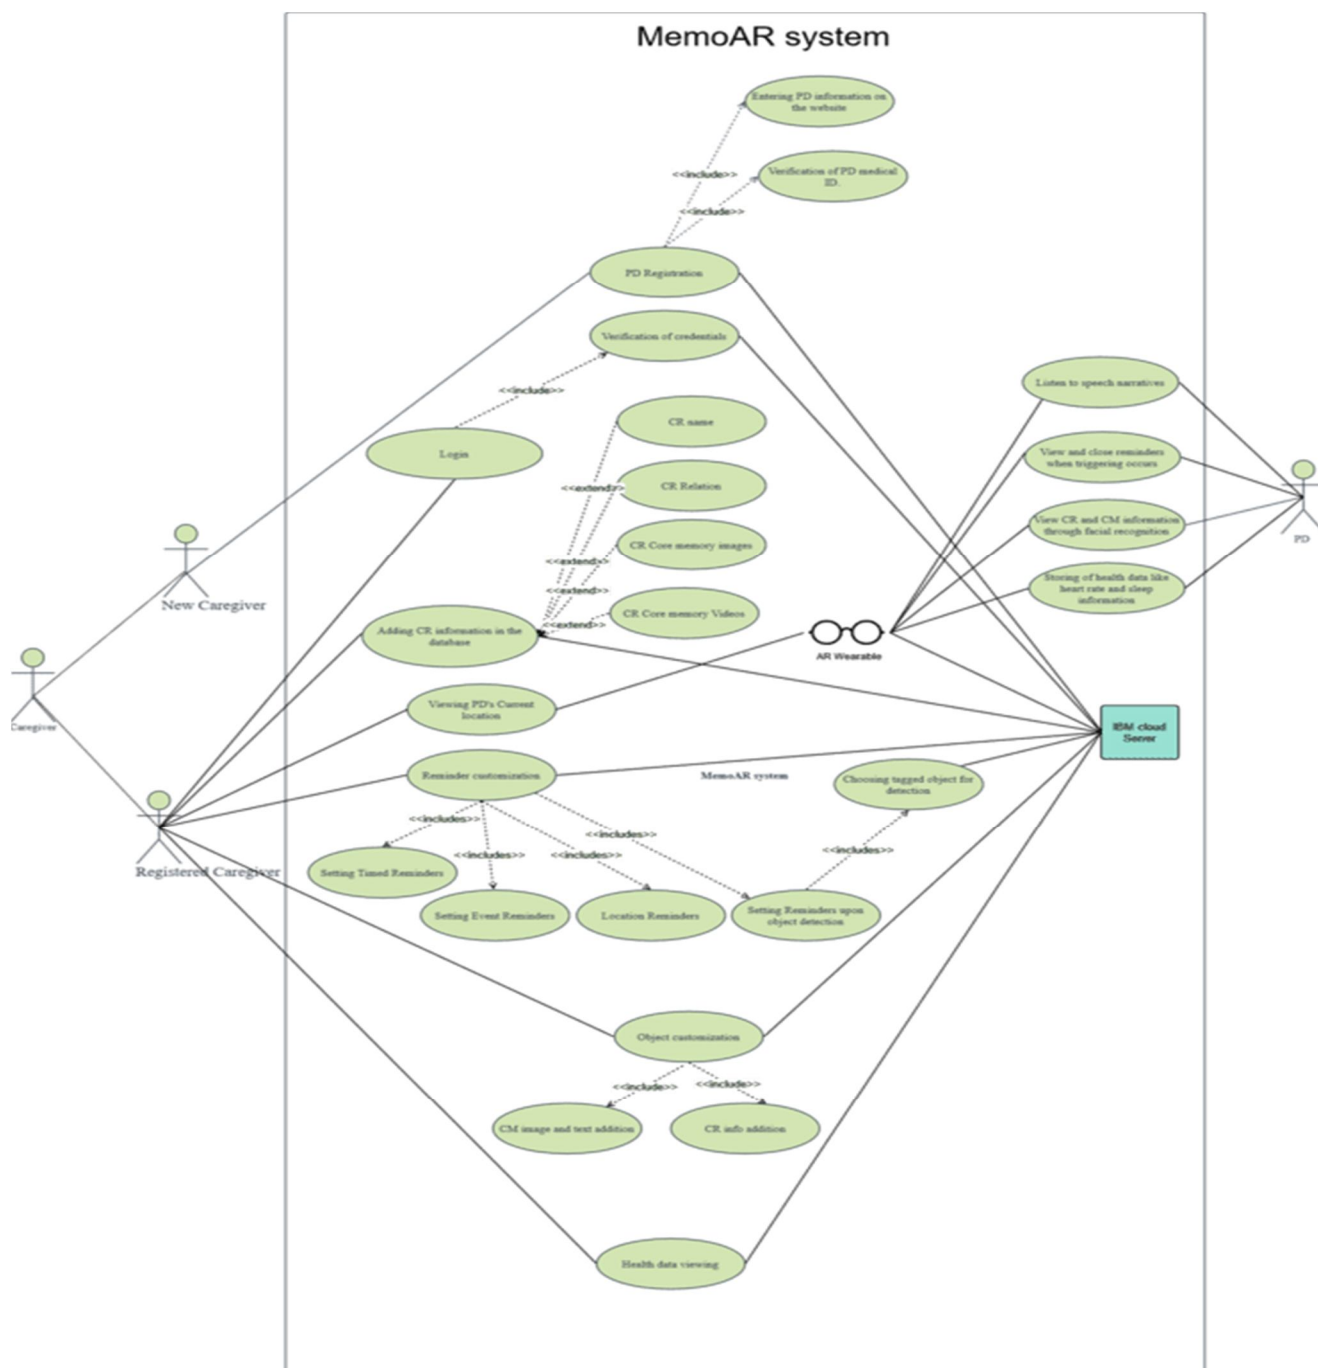 MemoAR system
Entering PD information on
the website
<<include>>
Verification of PD medical
ID.
<<include>>
PD Registration
Verification of credentials
<<include>>
Listen to speech narratives
CR name
Login
View and close reminders
when triggering occurs
<<extend>>
CR Relation
View CR and CM information
through facial recognition
PD
CR Core memory images
<<extend>>
Storing of health data like
heart rate and sleep
information
<<extend>>
New Caregiver
CR Core memory Videos
<<extend>>
Adding CR information in the
database
AR Wearable
Caregiver
Viewing PD's Current
location
IBM cloud
Server
Reminder customization
MemoAR system
Choosing tagged object for
detection
<<includes>>
<<includes>>
<<includes>>
<<includes>>
<<includes>>
Registered Caregiver
Setting Timed Reminders
Setting Event Reminders
Location Reminders
Setting Reminders upon
object detection
Object customization
<<include>>
<<include>>
CM image and text addition
CR info addition
Health data viewing